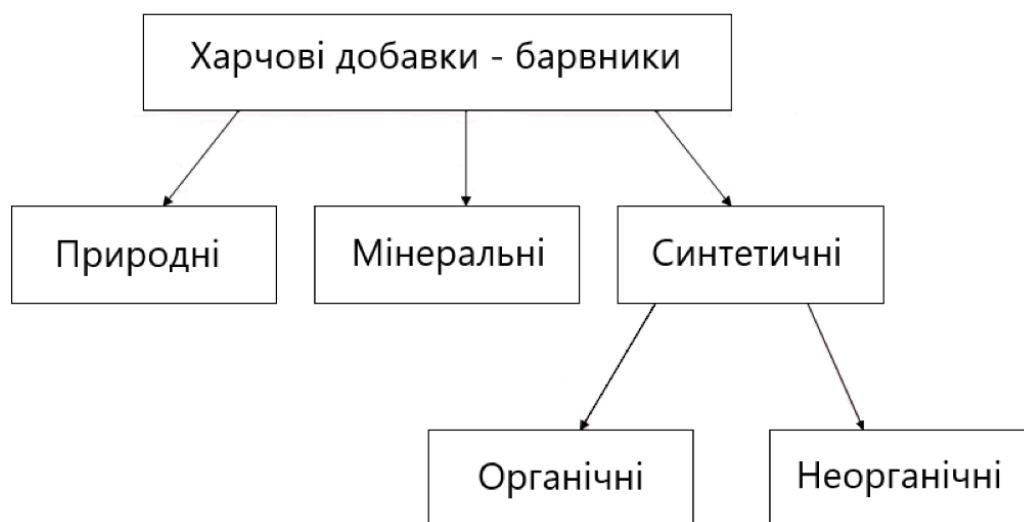 Харчові добавки - барвники
Природні
Мінеральні
Синтетичні
Органічні
Неорганічні